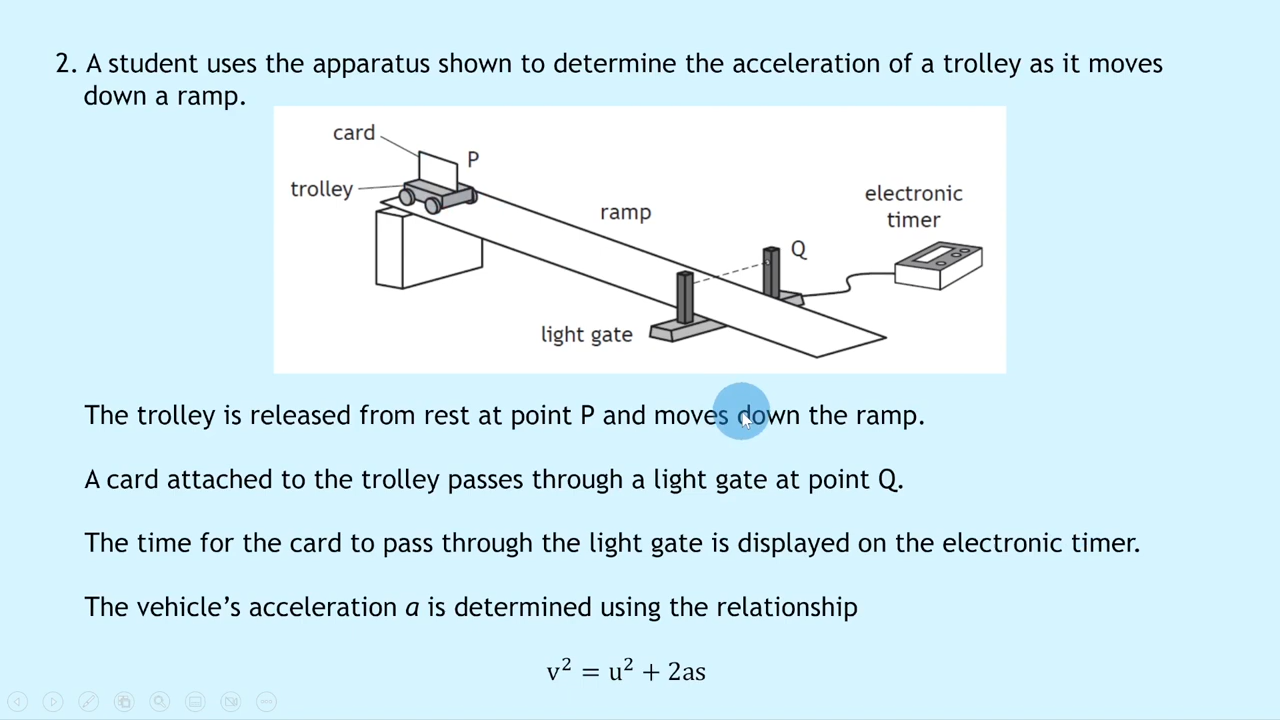 2. A student uses the apparatus shown to determine the acceleration of a trolley as it moves
down a ramp.
card
P
trolley
electronic
timer
ramp
Q
light gate
The trolley is released from rest at point P and moves down the ramp.
A card attached to the trolley passes through a light gate at point Q.
The time for the card to pass through the light gate is displayed on the electronic timer.
The vehicle’s acceleration a is determined using the relationship
v² = u² + 2as